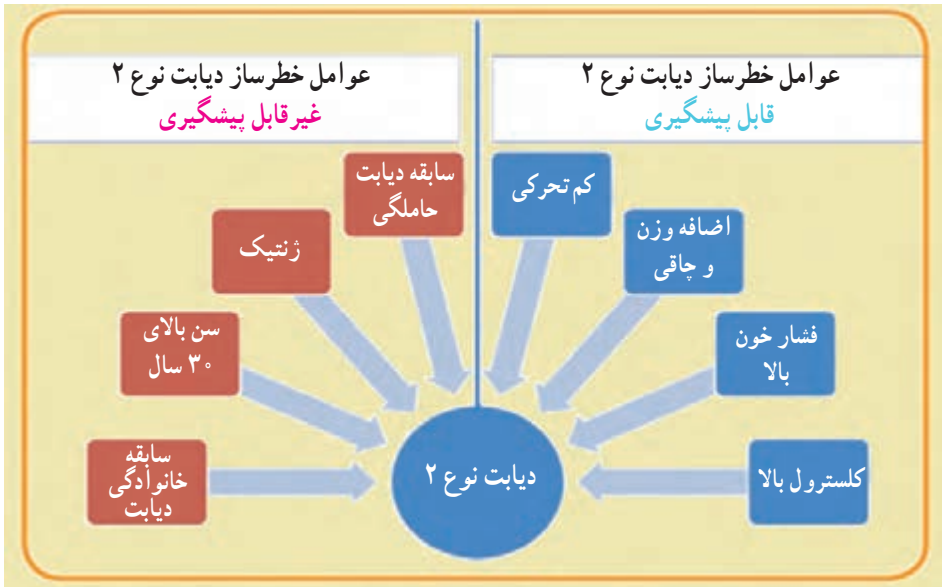 عوامل خطرساز دیابت نوع ۲
قابل پیشگیری
کم تحرکی
اضافه وزن
و چاقی
فشار خون
بالا
کلسترول بالا
عوامل خطرساز دیابت نوع ۲
غیرقابل پیشگیری
سابقه دیابت
حاملگی
ژنتیک
سن بالای
۳۰ سال
سابقه
خانوادگی
دیابت
دیابت نوع ۲